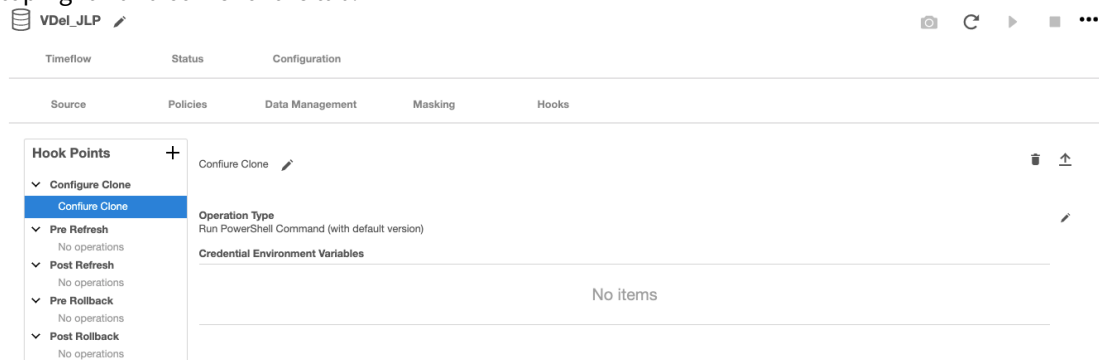 VDel_JLP
Timeflow Status Configuration
Source Policies Data Management Masking Hooks
Hook Points
Confiure Clone
Configure Clone
Confiure Clone
Operation Type
Pre Refresh
Run PowerShell Command (with default version)
No operations
Credential Environment Variables
Post Refresh
No operations
No items
Pre Rollback
No operations
Post Rollback
No operations